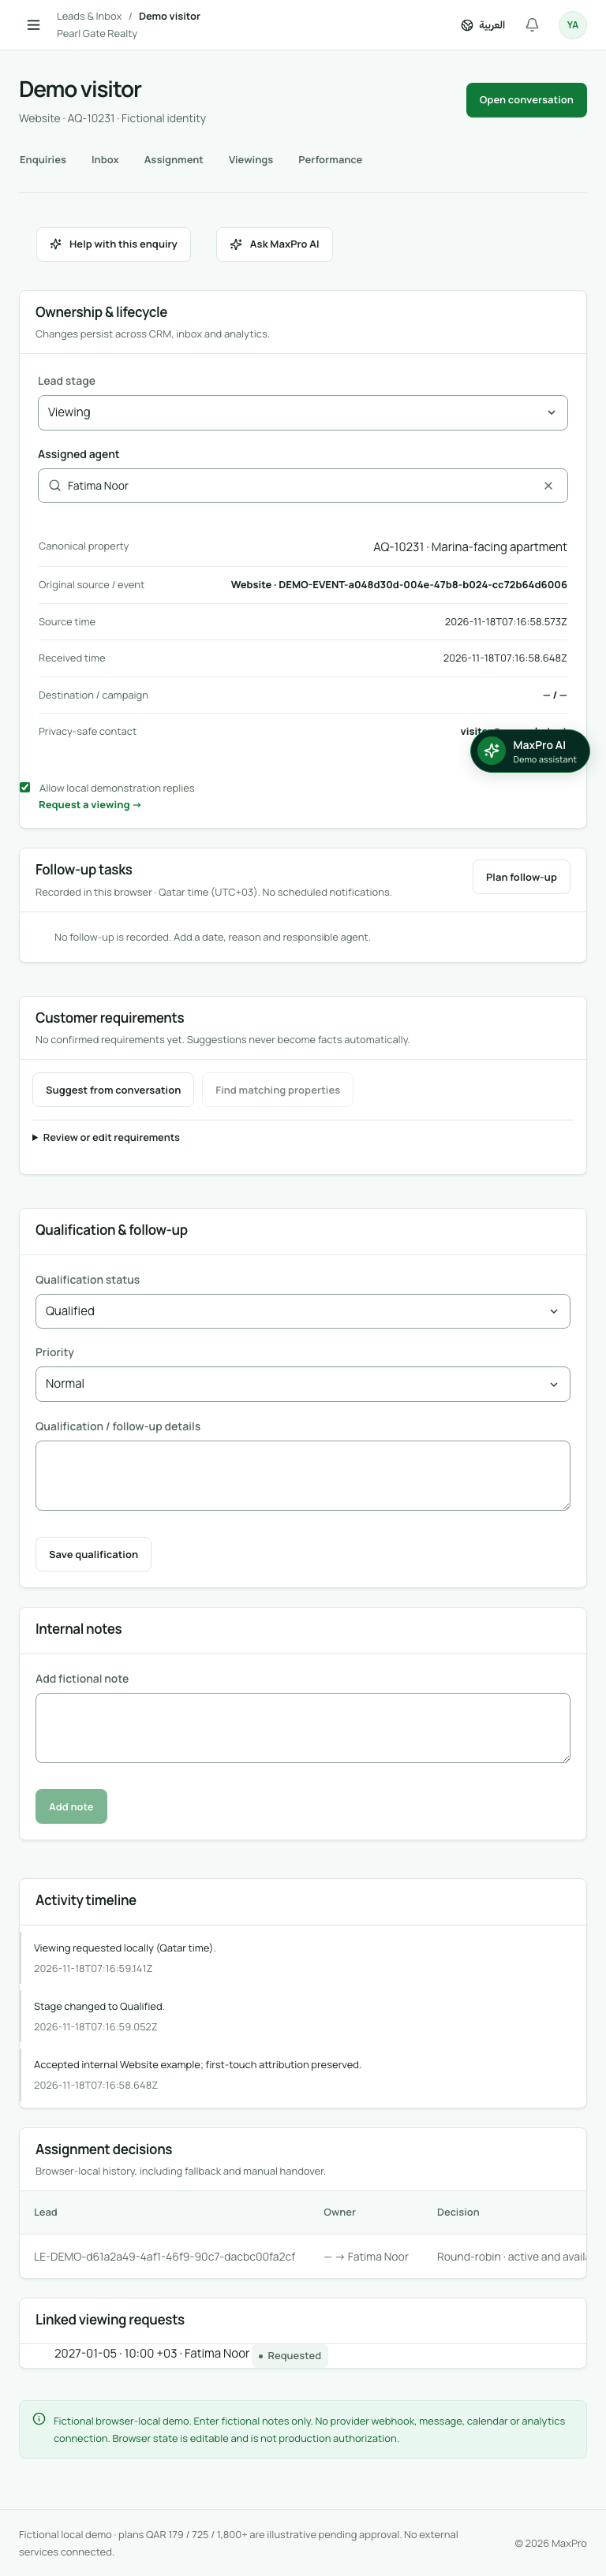 Leads & Inbox / Demo visitor
Pearl Gate Realty
العربية
YA
Demo visitor
Website · AQ-10231 · Fictional identity
Open conversation
Enquiries Inbox Assignment Viewings Performance
Help with this enquiry
Ask MaxPro AI
Ownership & lifecycle
Changes persist across CRM, inbox and analytics.
Lead stage
Viewing
Assigned agent
Fatima Noor
Canonical property AQ-10231 · Marina-facing apartment
Original source / event Website · DEMO-EVENT-a048d30d-004e-47b8-b024-cc72b64d6006
Source time 2026-11-18T07:16:58.573Z
Received time 2026-11-18T07:16:58.648Z
Destination / campaign — / —
Privacy-safe contact
MaxPro AI
Demo assistant
Allow local demonstration replies
Request a viewing →
Follow-up tasks
Recorded in this browser · Qatar time (UTC+03). No scheduled notifications.
Plan follow-up
No follow-up is recorded. Add a date, reason and responsible agent.
Customer requirements
No confirmed requirements yet. Suggestions never become facts automatically.
Suggest from conversation Find matching properties
Review or edit requirements
Qualification & follow-up
Qualification status
Qualified
Priority
Normal
Qualification / follow-up details
Save qualification
Internal notes
Add fictional note
Add note
Activity timeline
Viewing requested locally (Qatar time).
2026-11-18T07:16:59.141Z
Stage changed to Qualified.
2026-11-18T07:16:59.052Z
Accepted internal Website example; first-touch attribution preserved.
2026-11-18T07:16:58.648Z
Assignment decisions
Browser-local history, including fallback and manual handover.
Lead Owner Decision
LE-DEMO-d61a2a49-4af1-46f9-90c7-dacbc00fa2cf — → Fatima Noor Round-robin · active and
Linked viewing requests
2027-01-05 · 10:00 +03 · Fatima Noor Requested
Fictional browser-local demo. Enter fictional notes only. No provider webhook, message, calendar or analytics
connection. Browser state is editable and is not production authorization.
Fictional local demo · plans QAR 179 / 725 / 1,800+ are illustrative pending approval. No external
services connected.
© 2026 MaxPro